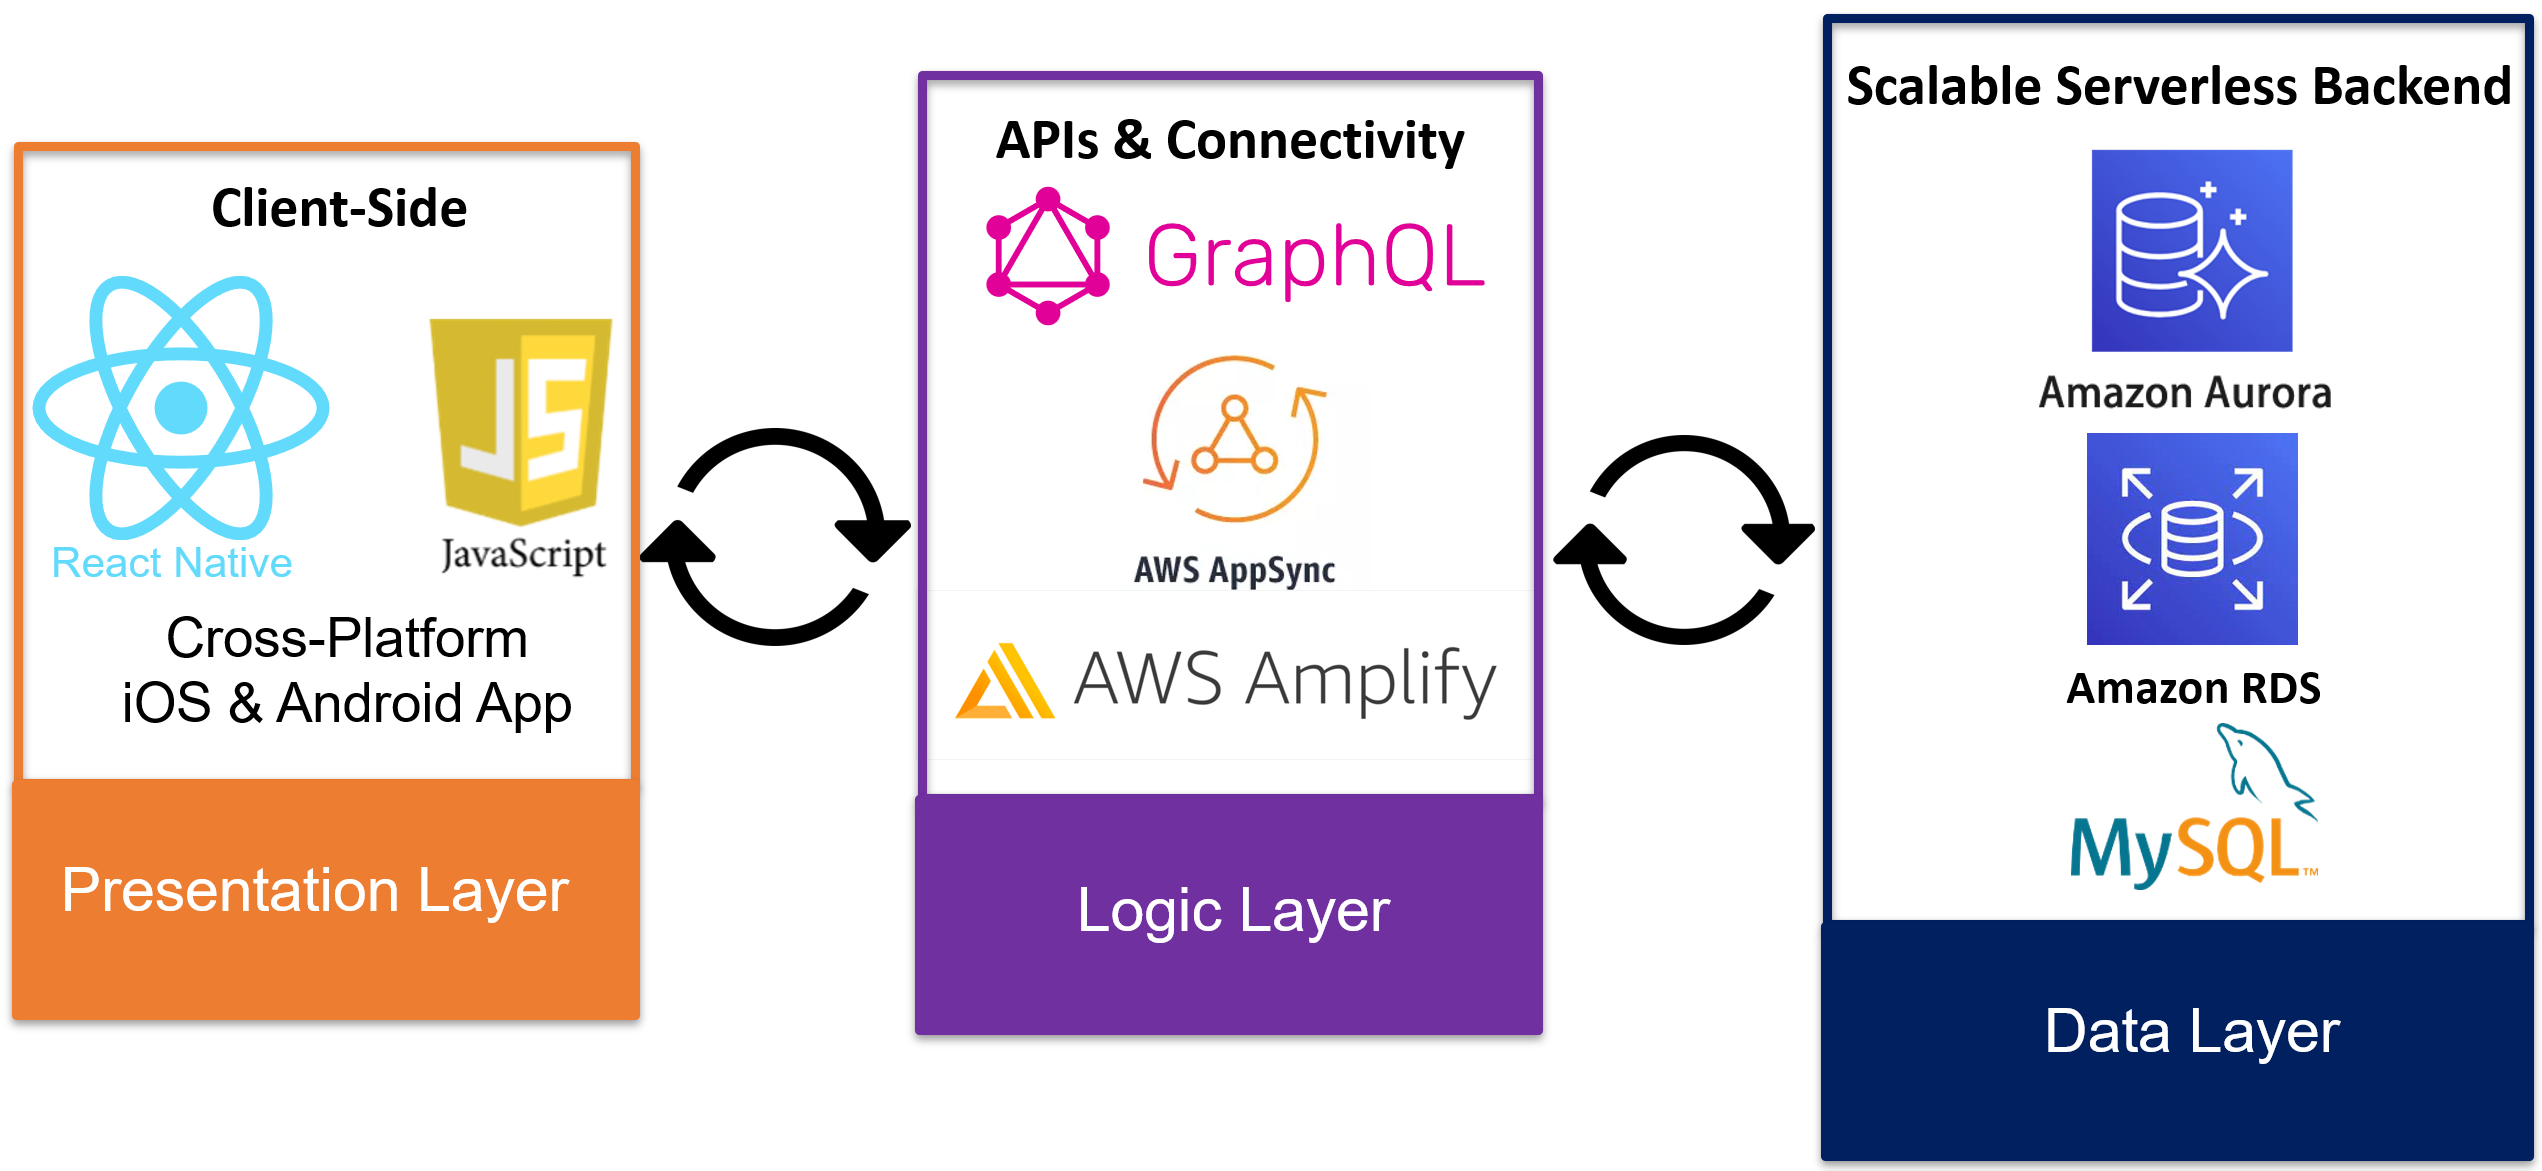 Client-Side
JS
React Native
JavaScript
Cross-Platform
iOS & Android App
Presentation Layer
APIs & Connectivity
GraphQL
AWS AppSync
AWS Amplify
Logic Layer
Scalable Serverless Backend
Amazon Aurora
Amazon RDS
MySQL™
Data Layer